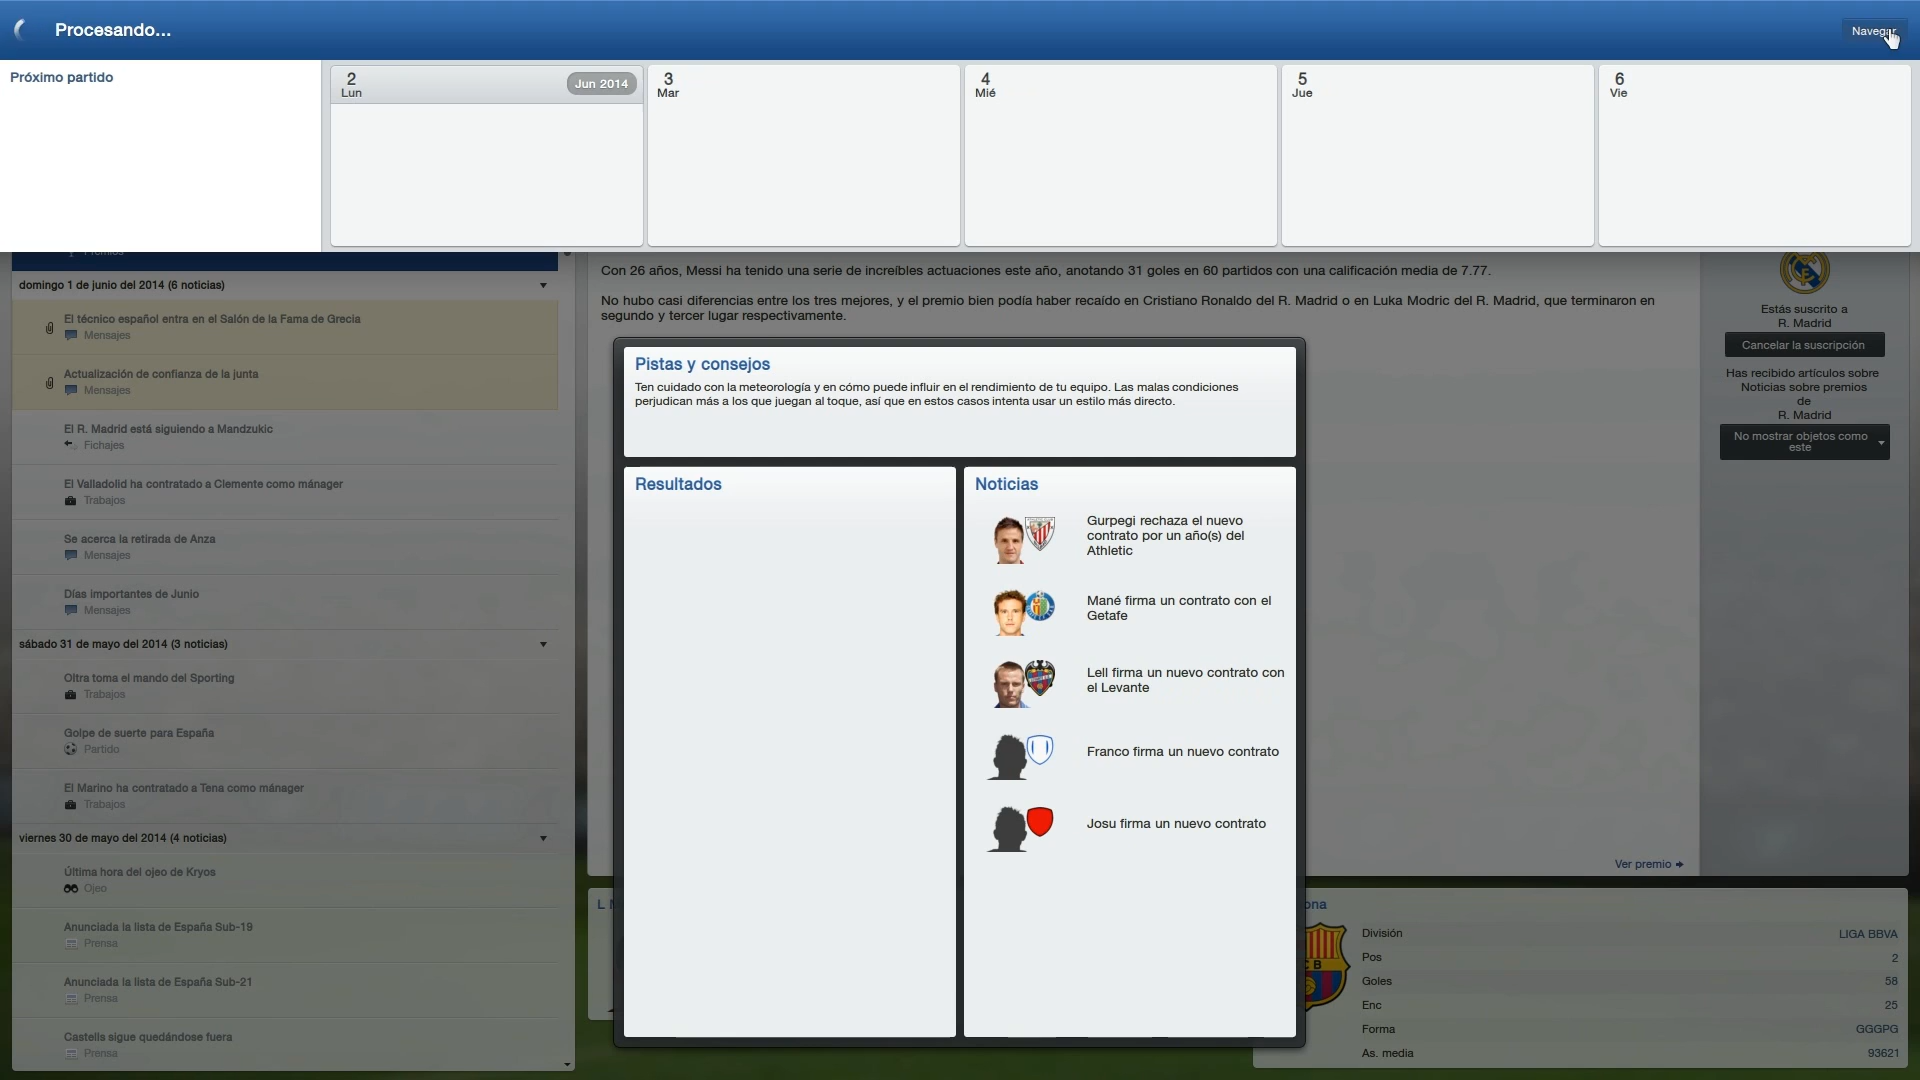 Procesando...
Navegar
Próximo partido
2
Lun
Jun 2014
3
Mar
4
Mié
5
Jue
6
Vie
Premios
domingo 1 de junio del 2014 (6 noticias)
El técnico español entra en el Salón de la Fama de Grecia
Mensajes
Actualización de confianza de la junta
Mensajes
El R. Madrid está siguiendo a Mandzukic
Fichajes
El Valladolid ha contratado a Clemente como mánager
Trabajos
Se acerca la retirada de Anza
Mensajes
Días importantes de Junio
Mensajes
sábado 31 de mayo del 2014 (3 noticias)
Oltra toma el mando del Sporting
Trabajos
Golpe de suerte para España
Partido
El Marino ha contratado a Tena como mánager
Trabajos
viernes 30 de mayo del 2014 (4 noticias)
Última hora del ojeo de Kryos
Ojeo
Anunciada la lista de España Sub-19
Prensa
Anunciada la lista de España Sub-21
Prensa
Castells sigue quedándose fuera
Prensa
Con 26 años, Messi ha tenido una serie de increíbles actuaciones este año, anotando 31 goles en 60 partidos con una calificación media de 7.77.
No hubo casi diferencias entre los tres mejores, y el premio bien podía haber recaído en Cristiano Ronaldo del R. Madrid o en Luka Modric del R. Madrid, que terminaron en
segundo y tercer lugar respectivamente.
Pistas y consejos
Ten cuidado con la meteorología y en cómo puede influir en el rendimiento de tu equipo. Las malas condiciones
perjudican más a los que juegan al toque, así que en estos casos intenta usar un estilo más directo.
Resultados
Noticias
Gurpegi rechaza el nuevo
contrato por un año(s) del
Athletic
Mané firma un contrato con el
Getafe
Lell firma un nuevo contrato con
el Levante
Franco firma un nuevo contrato
Josu firma un nuevo contrato
Estás suscrito a
R. Madrid
Cancelar la suscripción
Has recibido artículos sobre
Noticias sobre premios
de
R. Madrid
No mostrar objetos como
este
Ver premio
L
ona
División
LIGA BBVA
Pos
2
Goles
58
Enc
25
Forma
GGGPG
As. media
93621